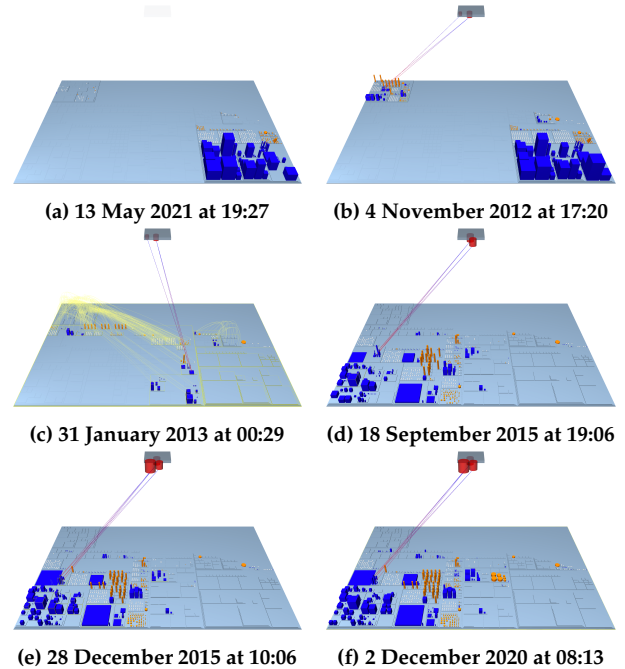 (a) 13 May 2021 at 19:27
(b) 4 November 2012 at 17:20
(c) 31 January 2013 at 00:29
(d) 18 September 2015 at 19:06
(e) 28 December 2015 at 10:06
(f) 2 December 2020 at 08:13